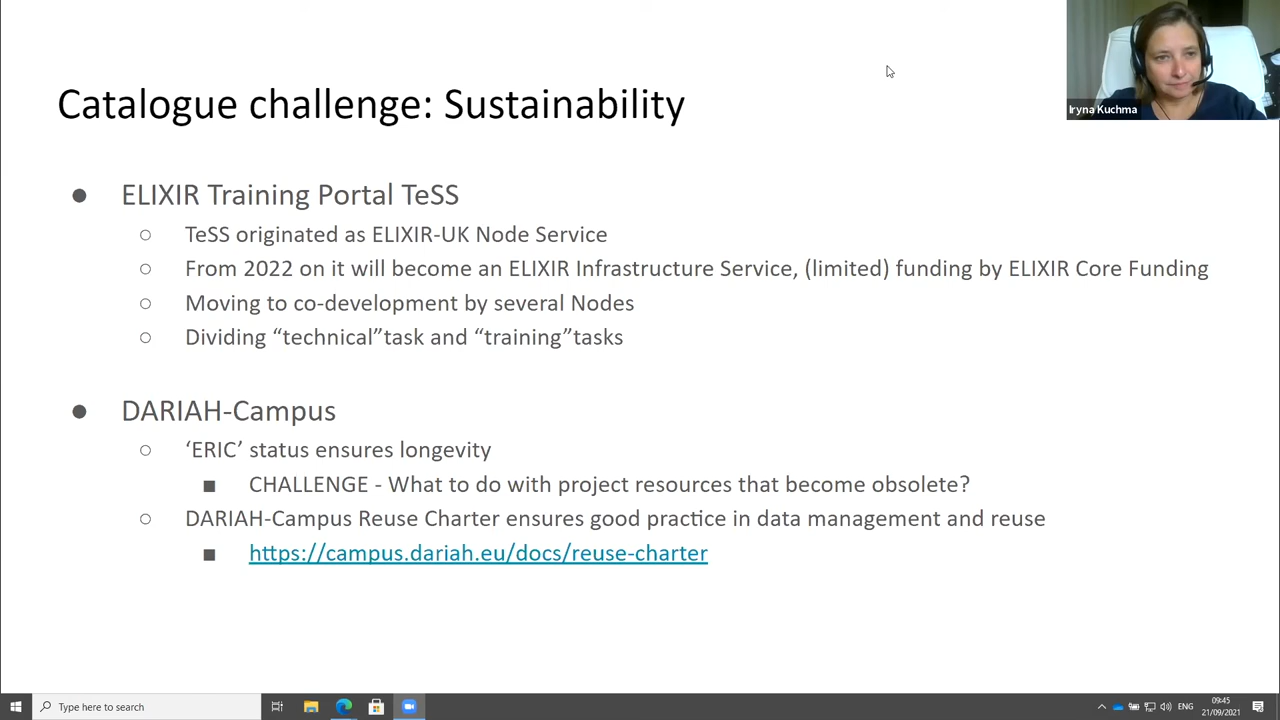 Iryna Kuchma
Catalogue challenge: Sustainability
● ELIXIR Training Portal TeSS
○ TeSS originated as ELIXIR-UK Node Service
○ From 2022 on it will become an ELIXIR Infrastructure Service, (limited) funding by ELIXIR Core Funding
○ Moving to co-development by several Nodes
○ Dividing “technical”task and “training”tasks
● DARIAH-Campus
○ ‘ERIC’ status ensures longevity
■ CHALLENGE - What to do with project resources that become obsolete?
○ DARIAH-Campus Reuse Charter ensures good practice in data management and reuse
■ https://campus.dariah.eu/docs/reuse-charter
Type here to search
ENG
09:45
21/09/2021